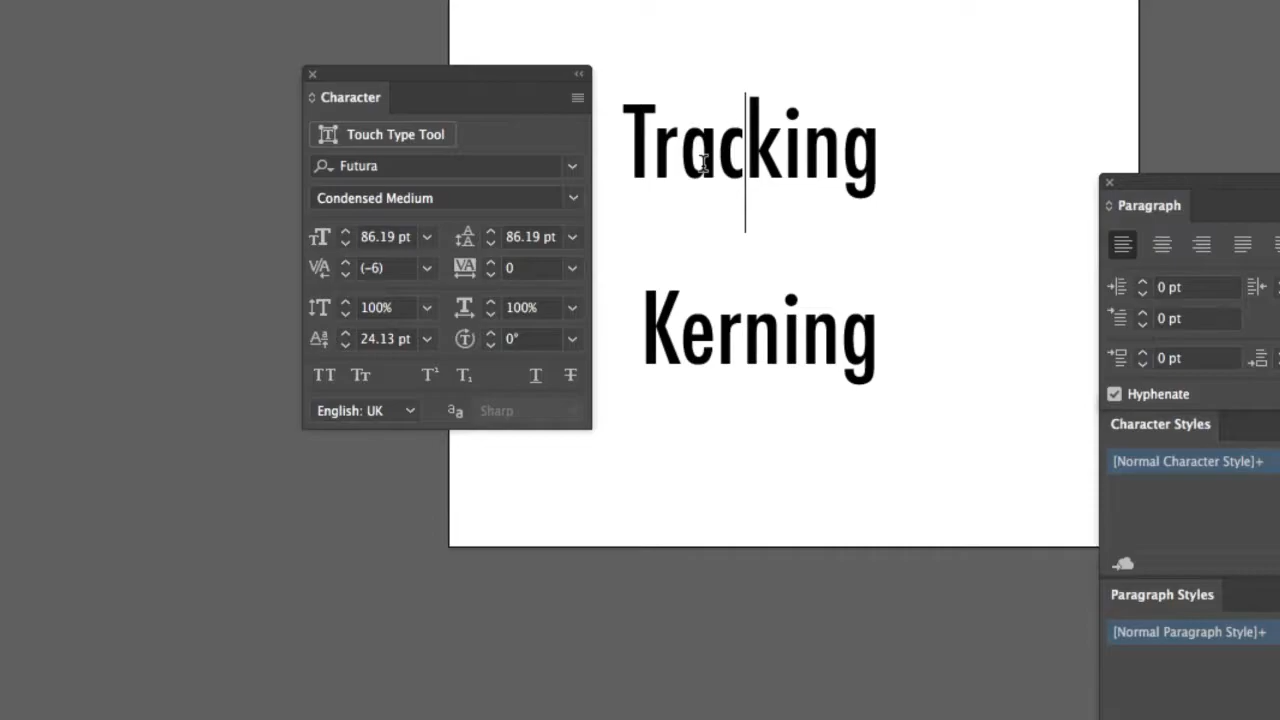 Character
Touch Type Tool
Futura
Condensed Medium
86.19 pt 86.19 pt
(-6) 0
100% 100%
24.13 pt 0°
English: UK Sharp
Tracking
Kerning
Paragraph
0 pt
0 pt
0 pt
Hyphenate
Character Styles
[Normal Character Style]+
Paragraph Styles
[Normal Paragraph Style]+